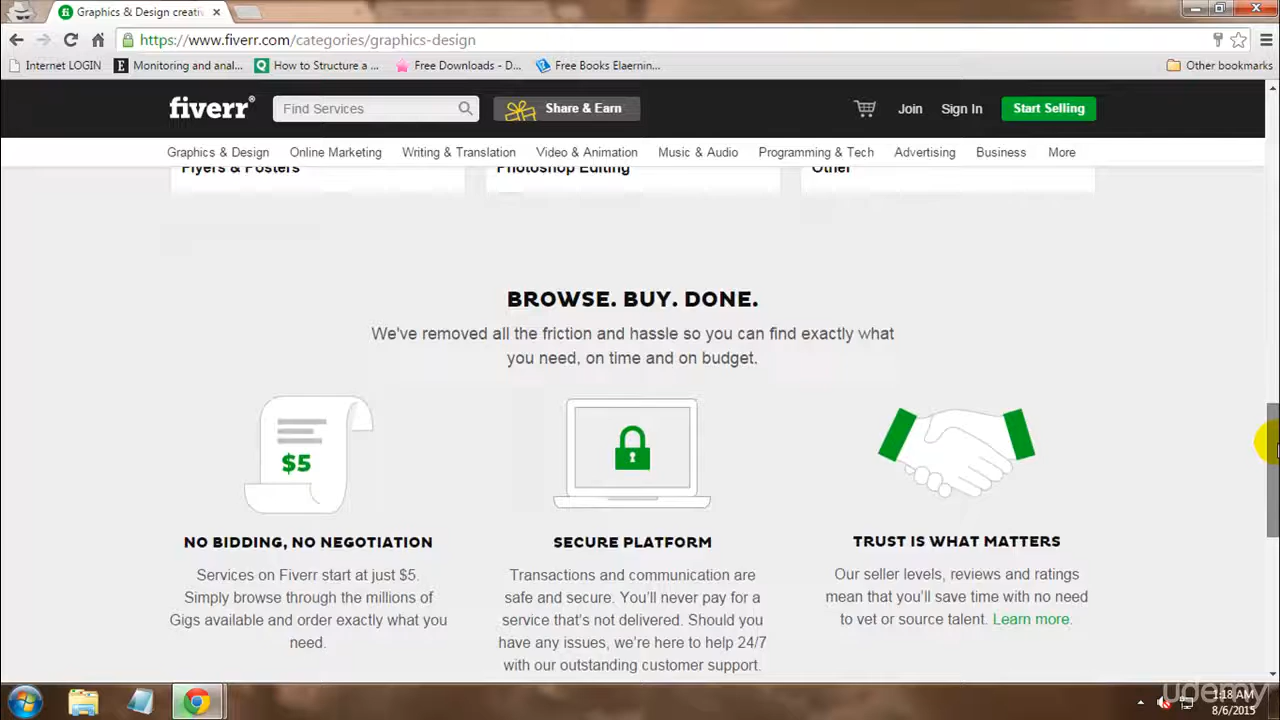 Graphics & Design creati
https://www.fiverr.com/categories/graphics-design
Internet LOGIN
Monitoring and anal...
How to Structure a ...
Free Downloads - D...
Free Books Elaernin...
Other bookmarks
fiverr®
Find Services
Share & Earn
Join
Sign In
Start Selling
Graphics & Design
Online Marketing
Writing & Translation
Video & Animation
Music & Audio
Programming & Tech
Advertising
Business
More
Flyers & Posters
Photoshop Editing
Other
BROWSE. BUY. DONE.
We've removed all the friction and hassle so you can find exactly what
you need, on time and on budget.
$5
NO BIDDING, NO NEGOTIATION
Services on Fiverr start at just $5.
Simply browse through the millions of
Gigs available and order exactly what you
need.
SECURE PLATFORM
Transactions and communication are
safe and secure. You'll never pay for a
service that's not delivered. Should you
have any issues, we're here to help 24/7
with our outstanding customer support.
TRUST IS WHAT MATTERS
Our seller levels, reviews and ratings
mean that you'll save time with no need
to vet or source talent. Learn more.
1:18 AM
8/6/2015
udemy